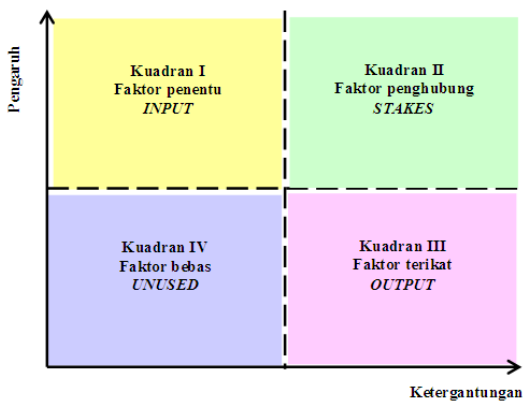 Pengaruh
Kuadran I
Faktor penentu
INPUT
Kuadran II
Faktor penghubung
STAKES
Kuadran IV
Faktor bebas
UNUSED
Kuadran III
Faktor terikat
OUTPUT
Ketergantungan